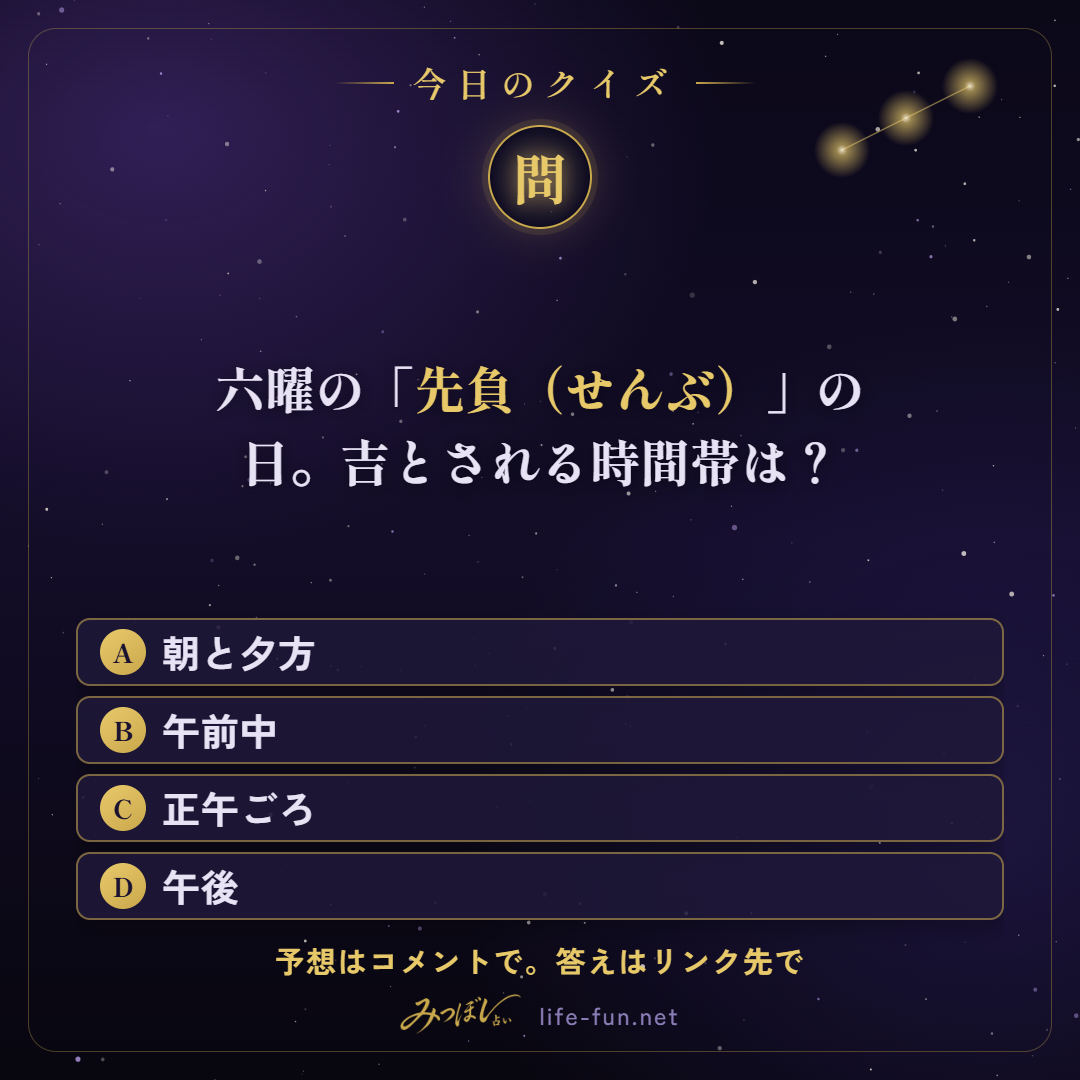 今日のクイズ
問
六曜の「先負（せんぶ）」の
日。吉とされる時間帯は？
A 朝と夕方
B 午前中
C 正午ごろ
D 午後
予想はコメントで。答えはリンク先で
みつぼし占い life-fun.net